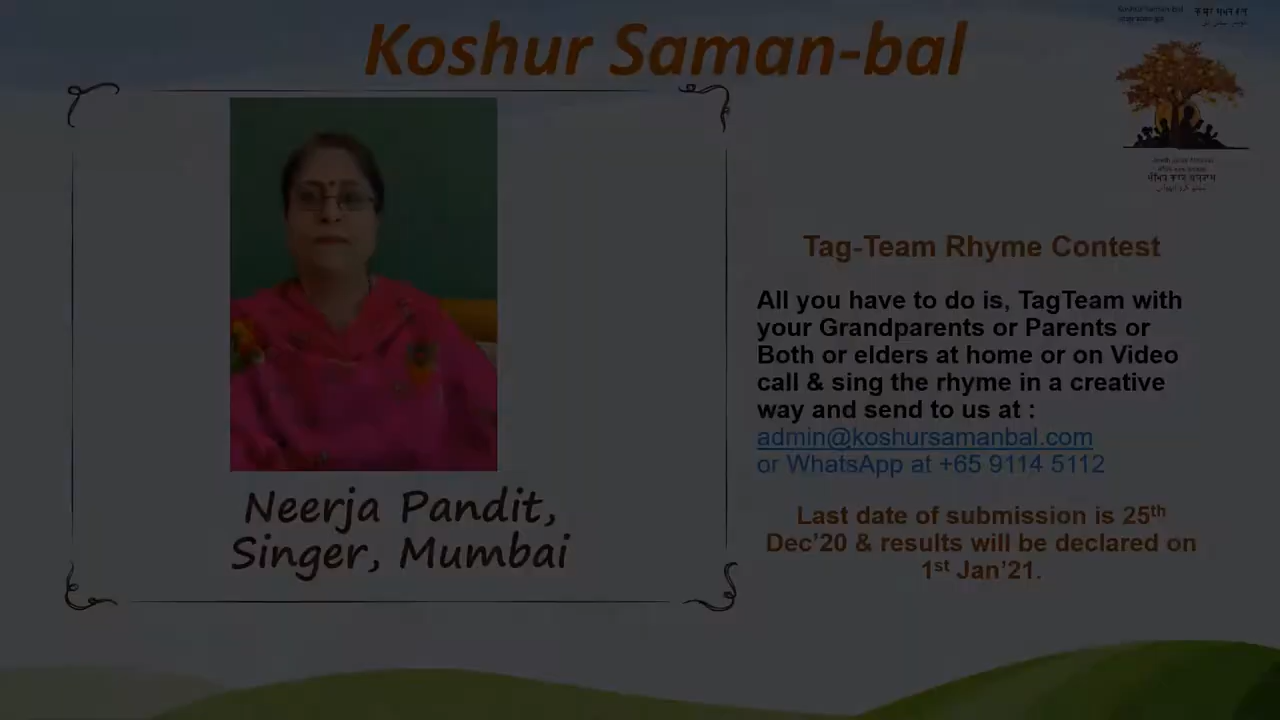 Koshur Saman-bal
Neerja Pandit,
Singer, Mumbai
Tag-Team Rhyme Contest
All you have to do is, TagTeam with
your Grandparents or Parents or
Both or elders at home or on Video
call & sing the rhyme in a creative
way and send to us at :
admin@koshursamanbal.com
or WhatsApp at +65 9114 5112
Last date of submission is 25th
Dec’20 & results will be declared on
1st Jan’21.